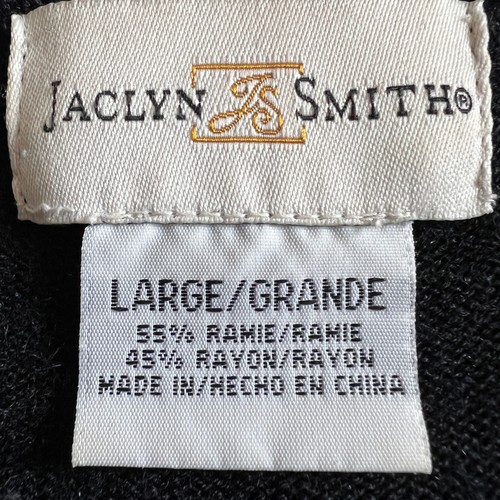 JACLYN JS SMITH®
LARGE/GRANDE
55% RAMIE/RAMIE
45% RAYON/RAYON
MADE IN/HECHO EN CHINA